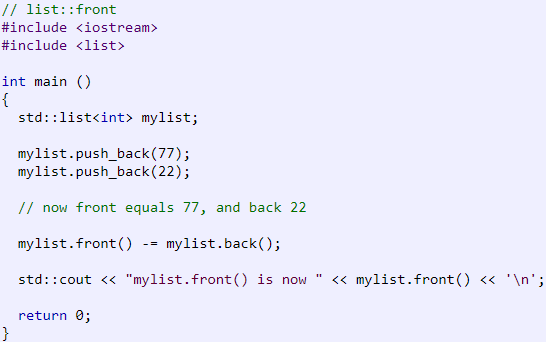 // list::front
#include <iostream>
#include <list>

int main ()
{
  std::list<int> mylist;

  mylist.push_back(77);
  mylist.push_back(22);

  // now front equals 77, and back 22

  mylist.front() -= mylist.back();

  std::cout << "mylist.front() is now " << mylist.front() << '\n';

  return 0;
}